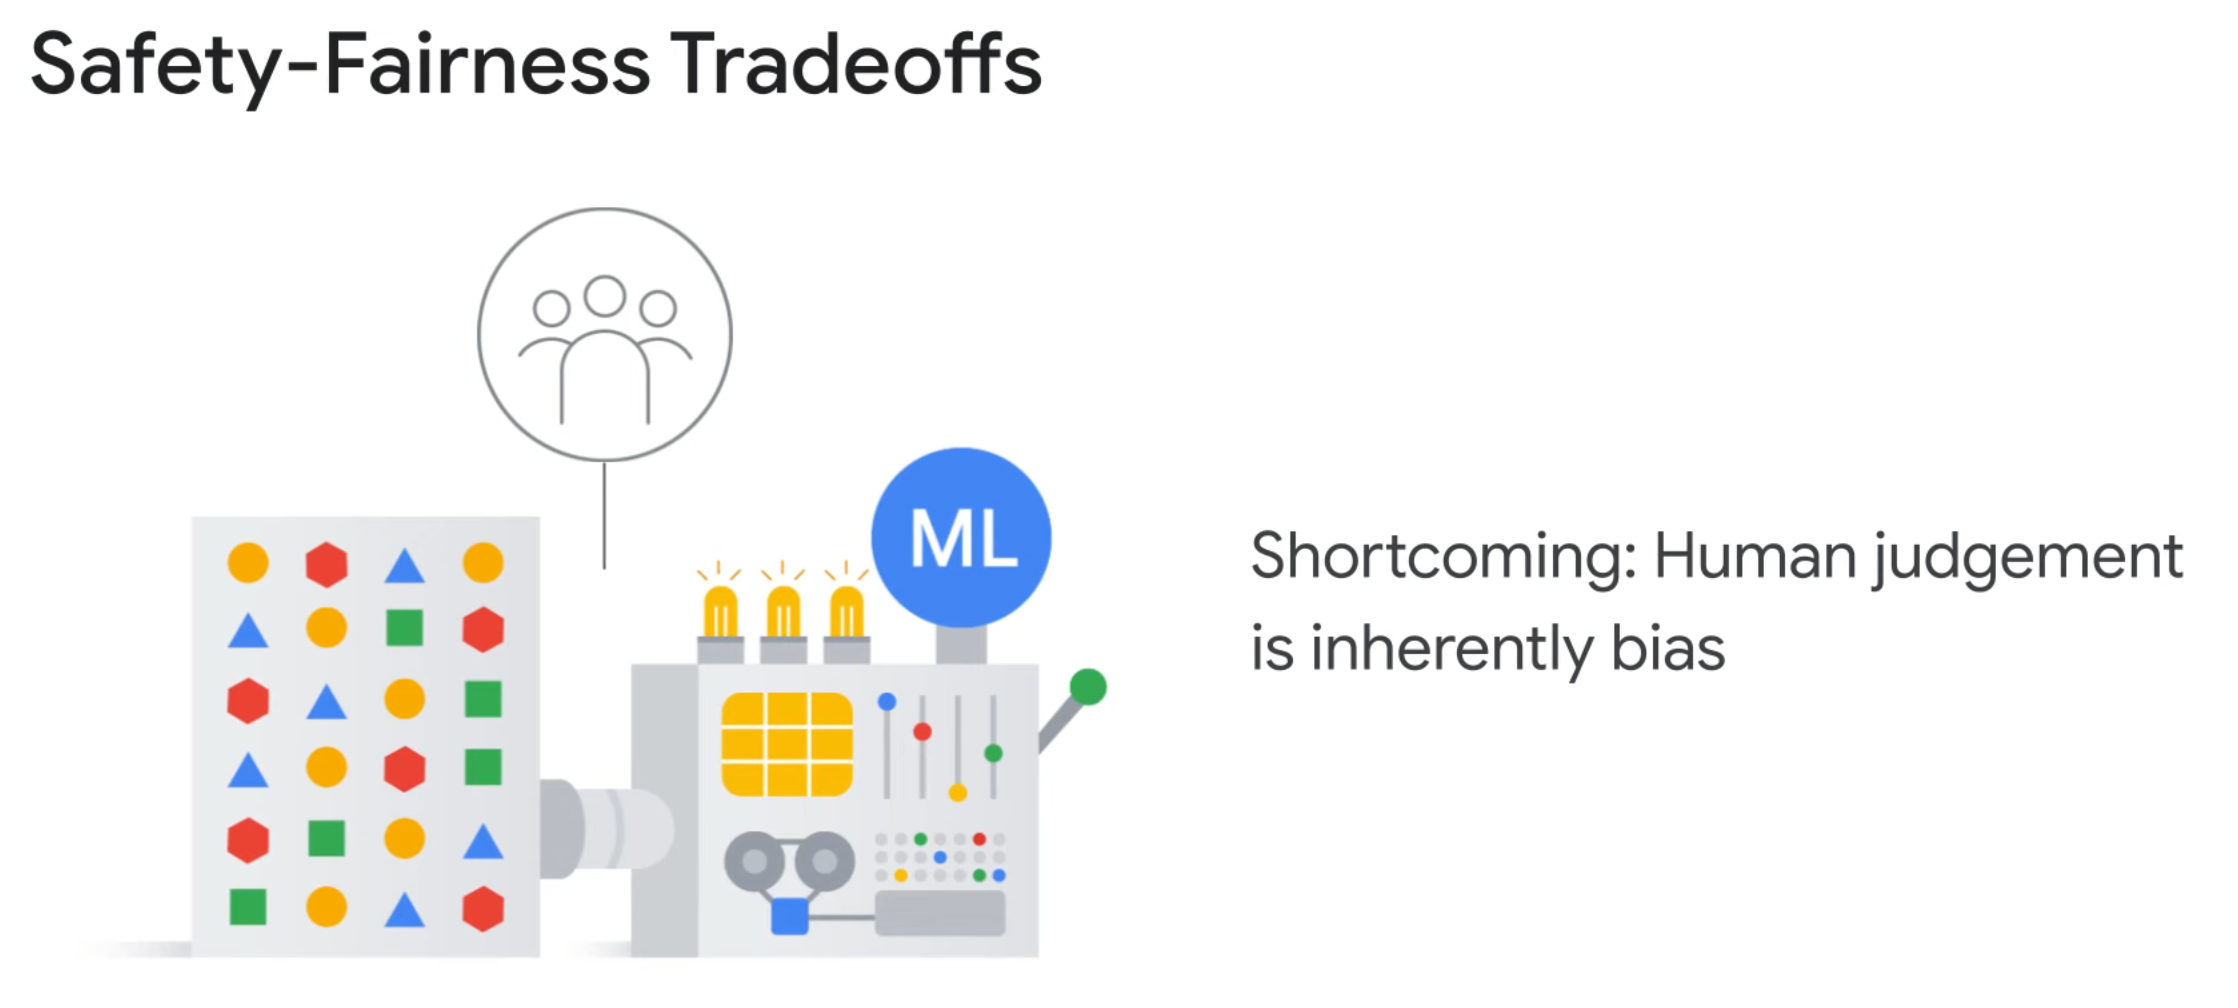 Safety-Fairness Tradeoffs
ML
Shortcoming: Human judgement
is inherently bias